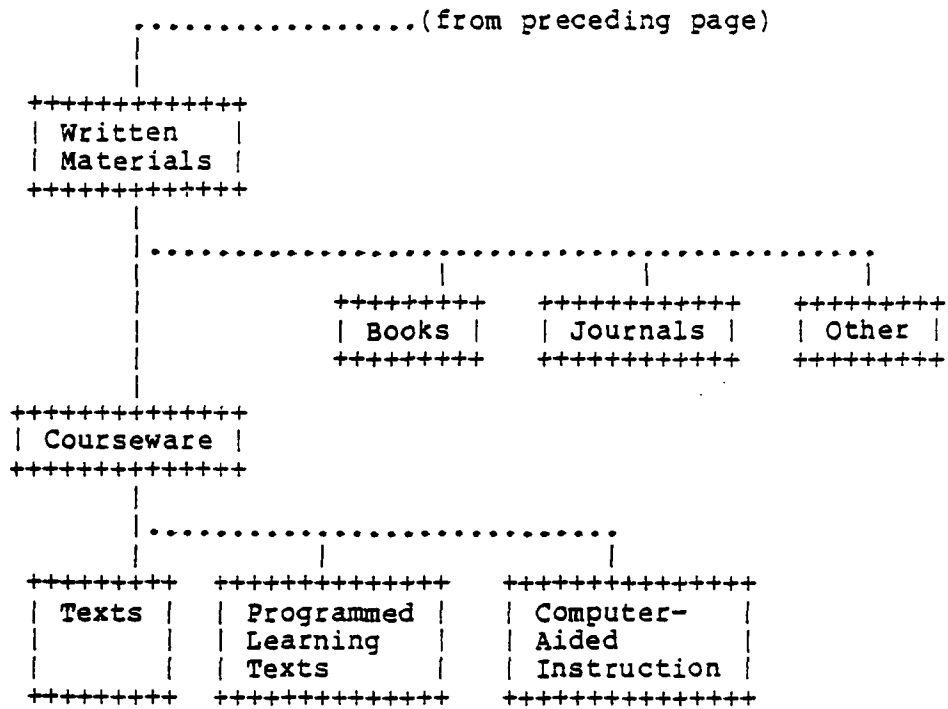 (from preceding page)
Written
Materials
Books
Journals
Other
Courseware
Texts
Programmed
Learning
Texts
Computer-
Aided
Instruction